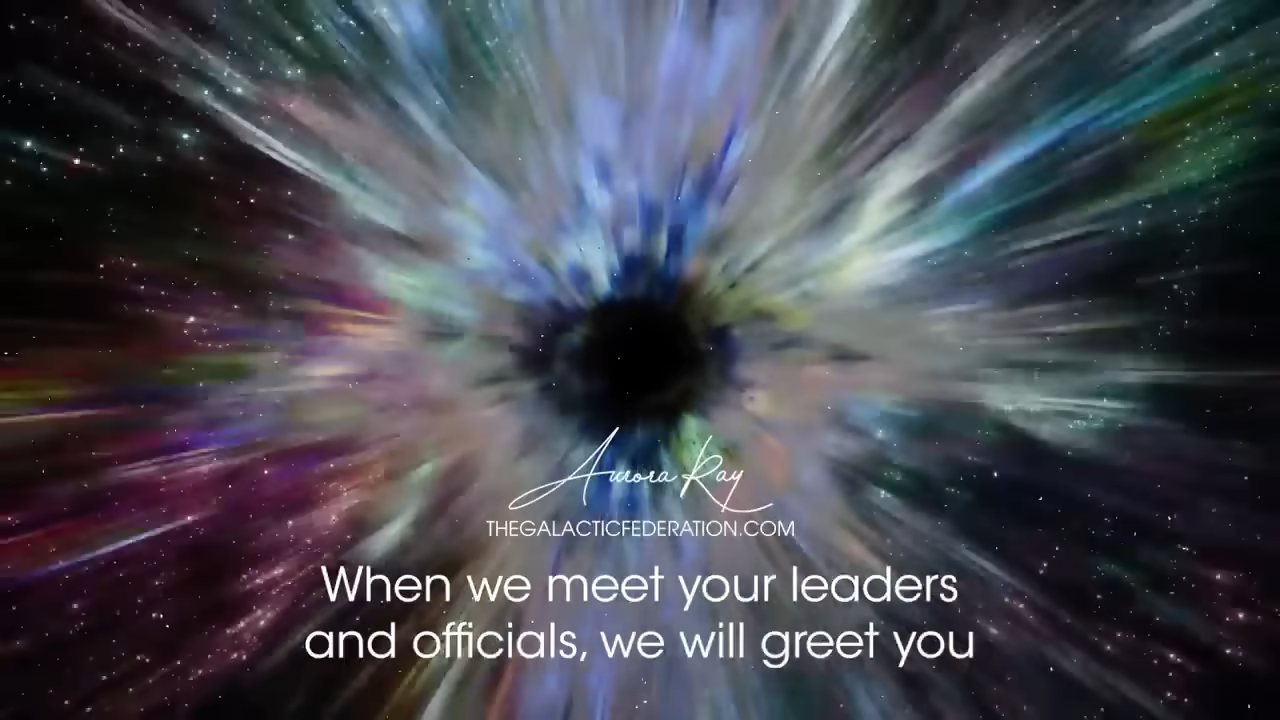 Aurora Ray
THEGALACTICFEDERATION.COM
When we meet your leaders
and officials, we will greet you